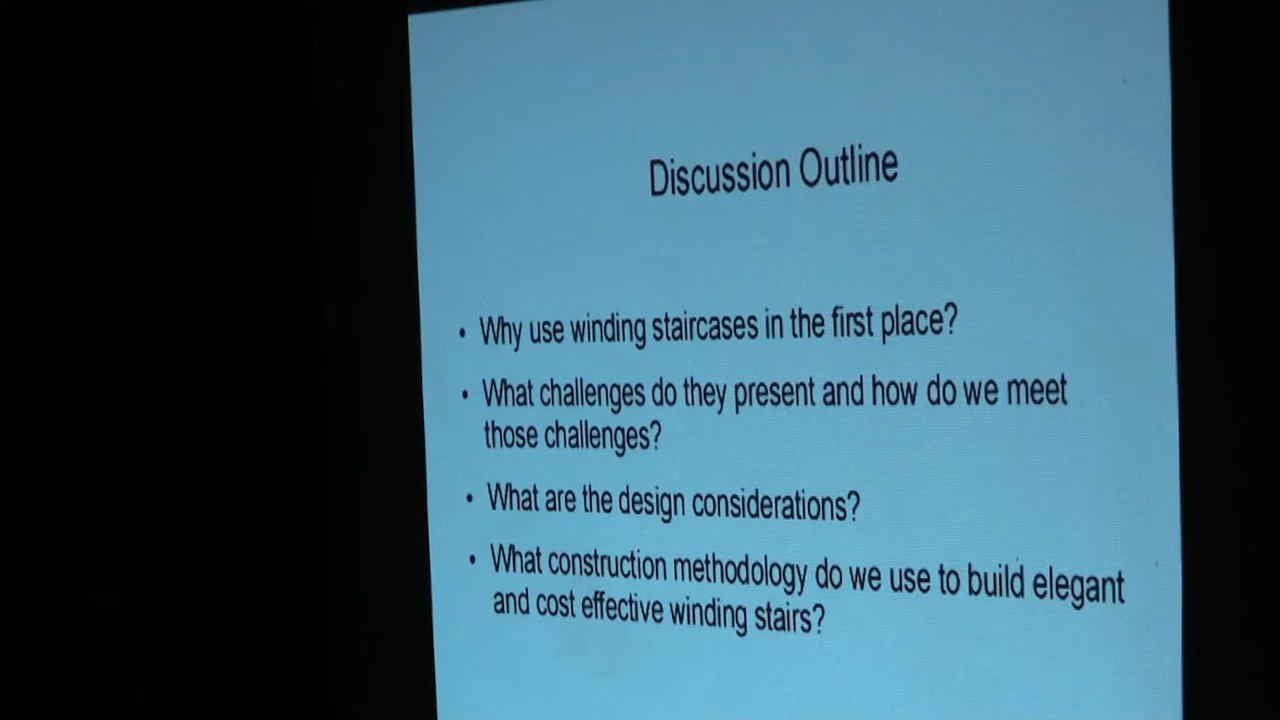 Discussion Outline
• Why use winding staircases in the first place?
• What challenges do they present and how do we meet
those challenges?
• What are the design considerations?
• What construction methodology do we use to build elegant
and cost effective winding stairs?